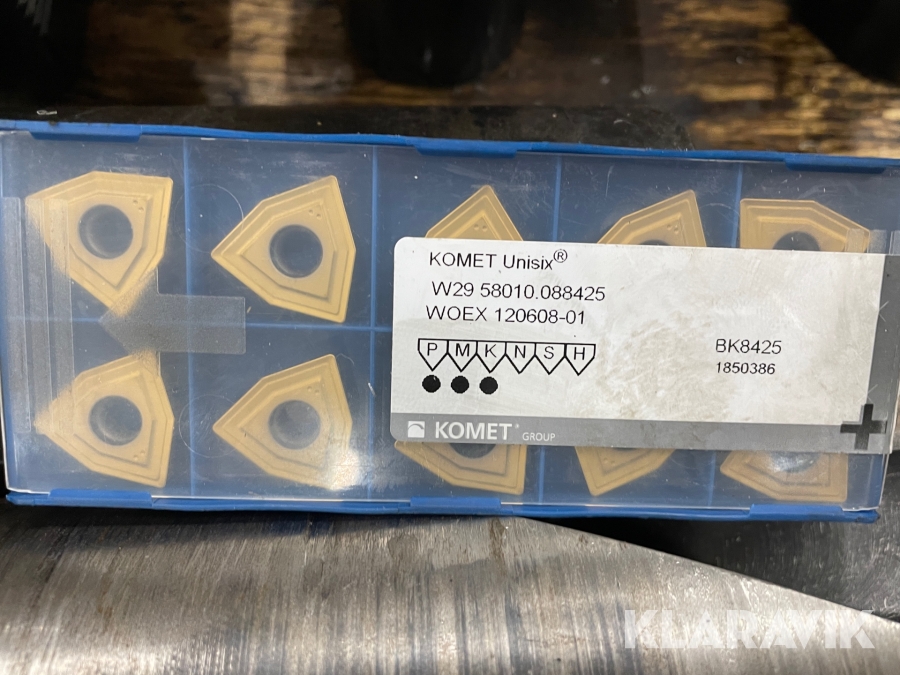 KOMET Unisix®
W29 58010.088425
WOEX 120608-01
P M K N S H
BK8425
1850386
KOMET® GROUP
KLARAVIK